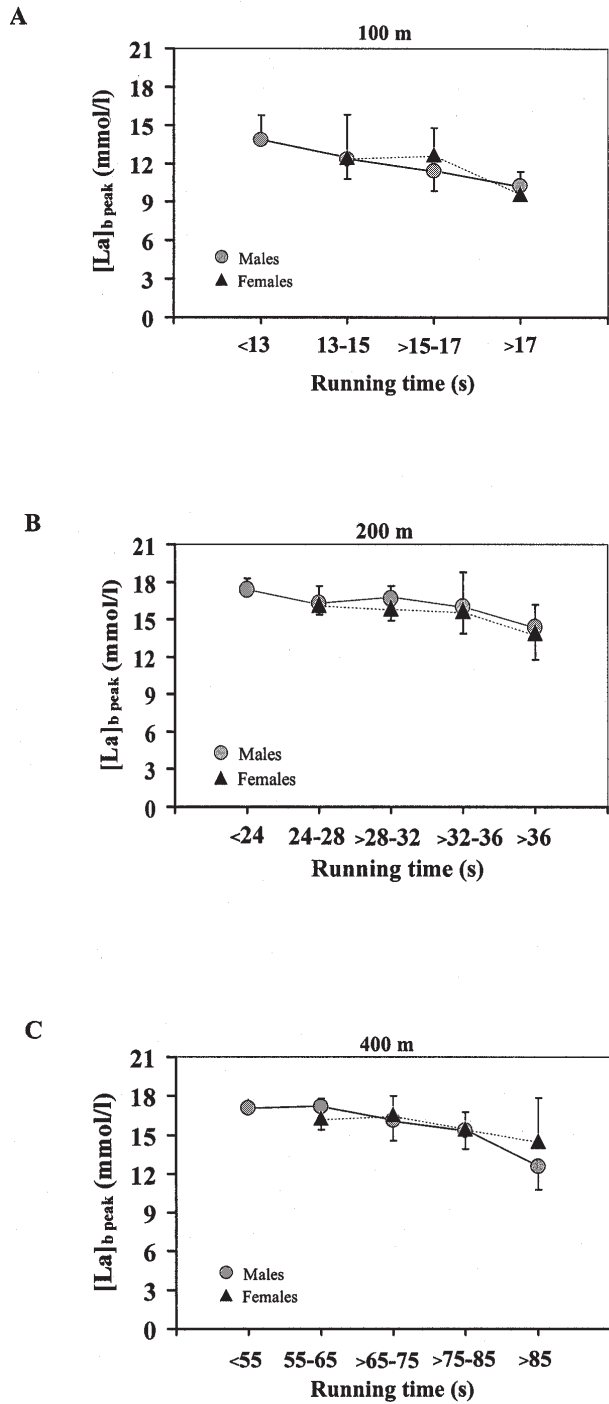 A
100 m
21
18
15
12
9
6
3
0
[La]b peak (mmol/l)
Males
Females
<13 13-15 >15-17 >17
Running time (s)
B
200 m
21
18
15
12
9
6
3
0
[La]b peak (mmol/l)
Males
Females
<24 24-28 >28-32 >32-36 >36
Running time (s)
C
400 m
21
18
15
12
9
6
3
0
[La]b peak (mmol/l)
Males
Females
<55 55-65 >65-75 >75-85 >85
Running time (s)